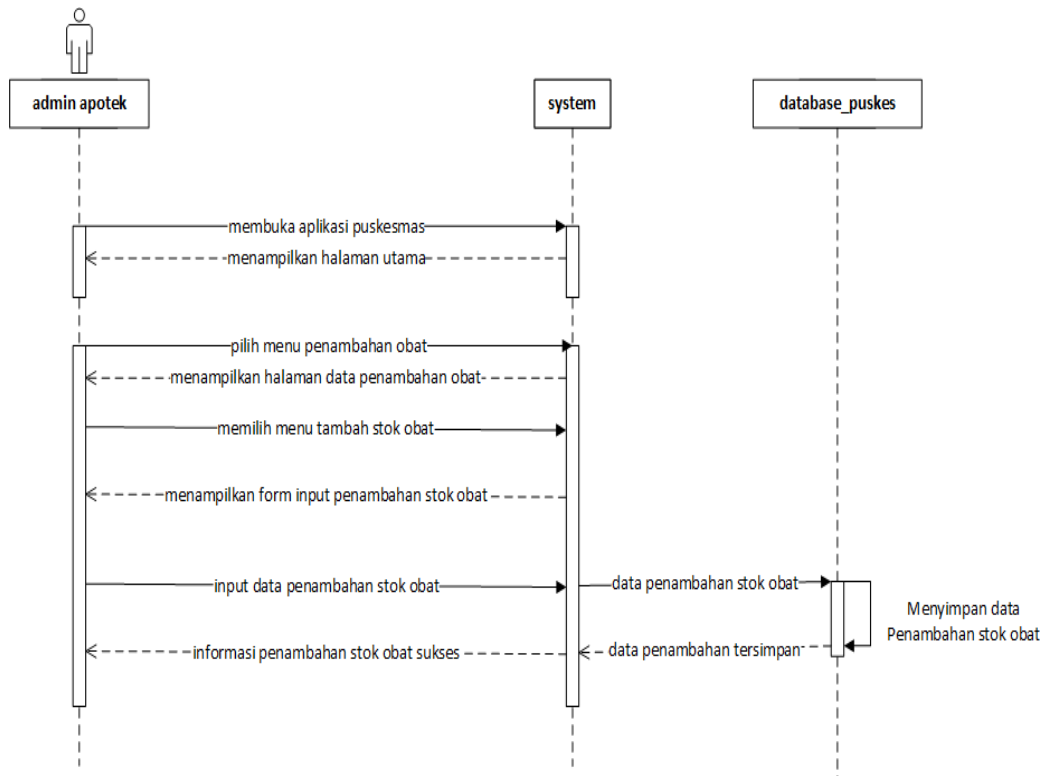 admin apotek
system
database_puskes
membuka aplikasi puskesmas
menampilkan halaman utama
pilih menu penambahan obat
menampilkan halaman data penambahan obat
memilih menu tambah stok obat
menampilkan form input penambahan stok obat
input data penambahan stok obat
data penambahan stok obat
Menyimpan data
Penambahan stok obat
informasi penambahan stok obat sukses
data penambahan tersimpan